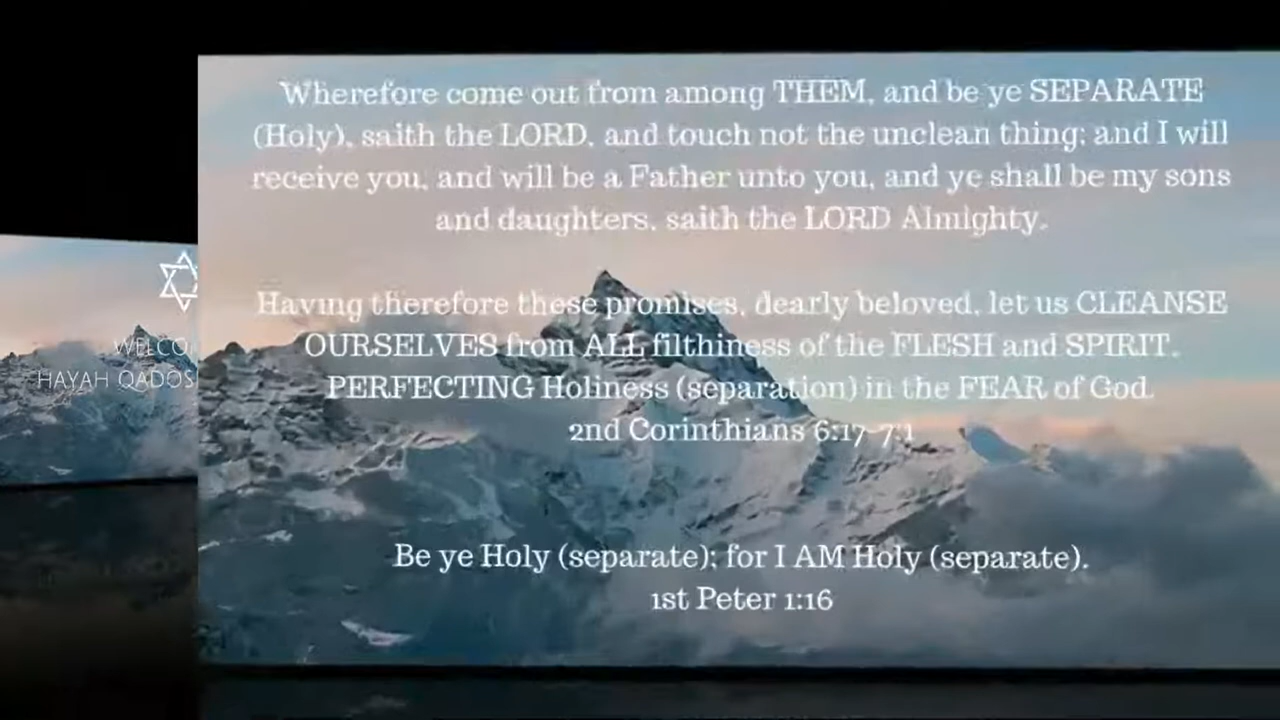 Wherefore come out from among THEM, and be ye SEPARATE
(Holy), saith the LORD, and touch not the unclean thing; and I will
receive you, and will be a Father unto you, and ye shall be my sons
and daughters, saith the LORD Almighty.
Having therefore these promises, dearly beloved, let us CLEANSE
OURSELVES from ALL filthiness of the FLESH and SPIRIT,
PERFECTING Holiness (separation) in the FEAR of God.
2nd Corinthians 6:17-7:1
Be ye Holy (separate); for I AM Holy (separate).
1st Peter 1:16
HAYAH